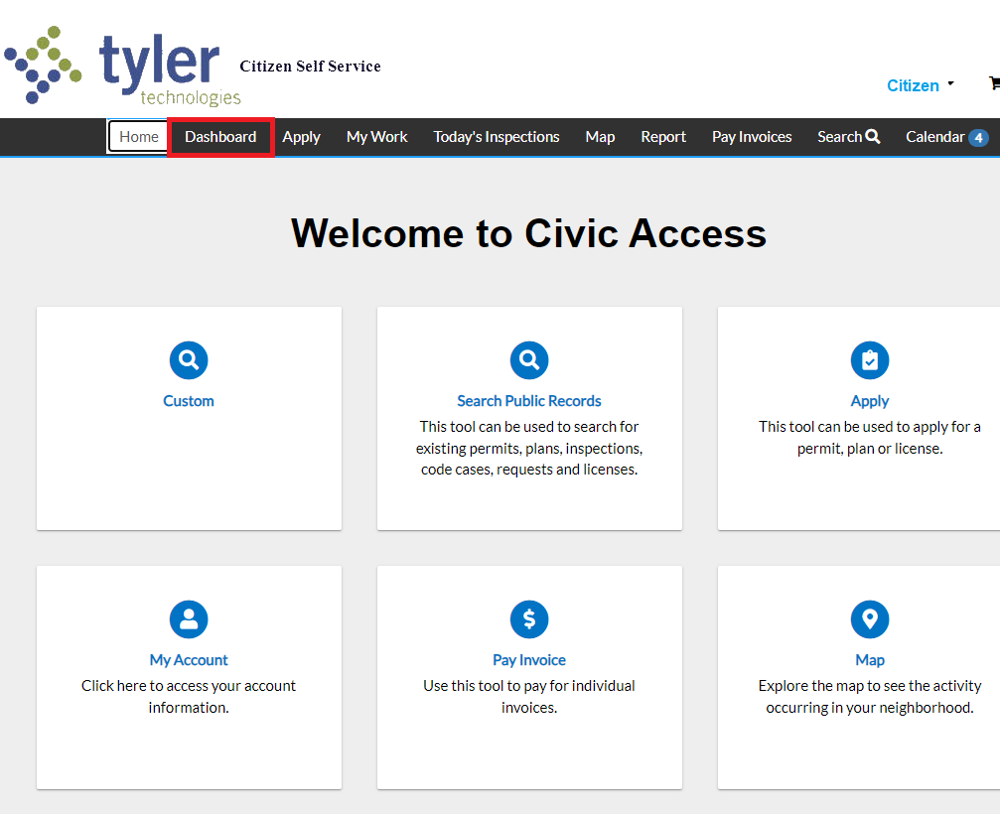 tyler
technologies
Citizen Self Service
Citizen
Home Dashboard Apply My Work Today's Inspections Map Report Pay Invoices Search Calendar 4
Welcome to Civic Access
Custom
Search Public Records
This tool can be used to search for
existing permits, plans, inspections,
code cases, requests and licenses.
Apply
This tool can be used to apply for a
permit, plan or license.
My Account
Click here to access your account
information.
Pay Invoice
Use this tool to pay for individual
invoices.
Map
Explore the map to see the activity
occurring in your neighborhood.